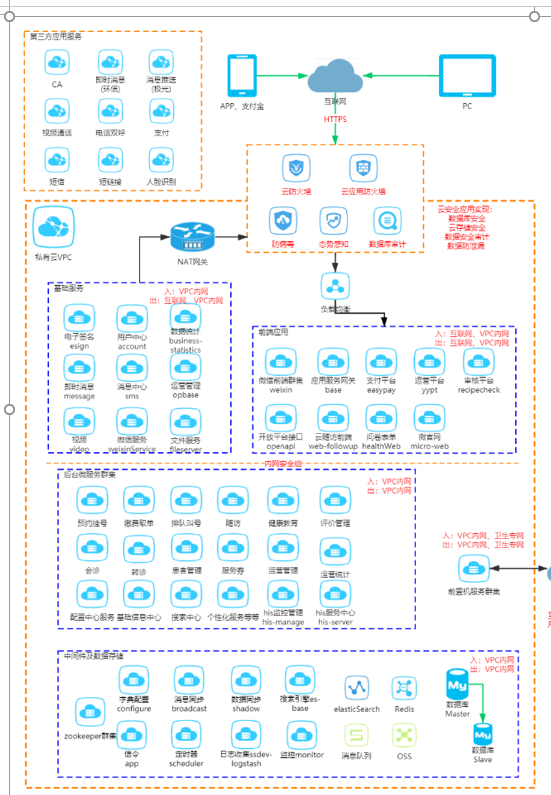 第三方应用服务
CA
即时消息
(环信)
消息推送
(极光)
视频通话
电话双呼
支付
短信
短链接
人脸识别
APP、支付宝
互联网
PC
HTTPS
云防火墙
云应用防火墙
防病毒
态势感知
数据库审计
云安全应用实现:
数据库安全
云存储安全
数据安全审计
数据防泄漏
私有云VPC
NAT网关
负载均衡
基础服务
入：VPC内网
出：互联网、VPC内网
电子签名
esign
用户中心
account
数据统计
business-
statistics
即时消息
message
消息中心
sms
运营管理
opbase
视频
video
微信服务
weixinService
文件服务
fileserver
前端应用
入：互联网、VPC内网
出：互联网、VPC内网
微信前端群集
weixin
应用服务网关
base
支付平台
easypay
运营平台
yypt
审核平台
recipecheck
开放平台接口
openapi
云随访前端
web-followup
问卷表单
healthWeb
微官网
micro-web
内网安全组
后台微服务群集
入：VPC内网
出：VPC内网
预约挂号
缴费取单
排队叫号
随访
健康教育
评价管理
会诊
转诊
患者管理
服务券
运营管理
运营统计
配置中心服务
基础信息中心
搜索中心
个性化服务等等
his监控管理
his-manage
his服务中心
his-server
入：VPC内网、卫生专网
出：VPC内网、卫生专网
前置机服务群集
中间件及数据存储
入：VPC内网
出：VPC内网
zookeeper群集
字典配置
configure
消息同步
broadcast
数据同步
shadow
搜索引擎es-
base
elasticSearch
Redis
数据库
Master
信令
app
定时器
scheduler
日志收集ssdev-
logstash
监控monitor
消息队列
OSS
数据库
Slave